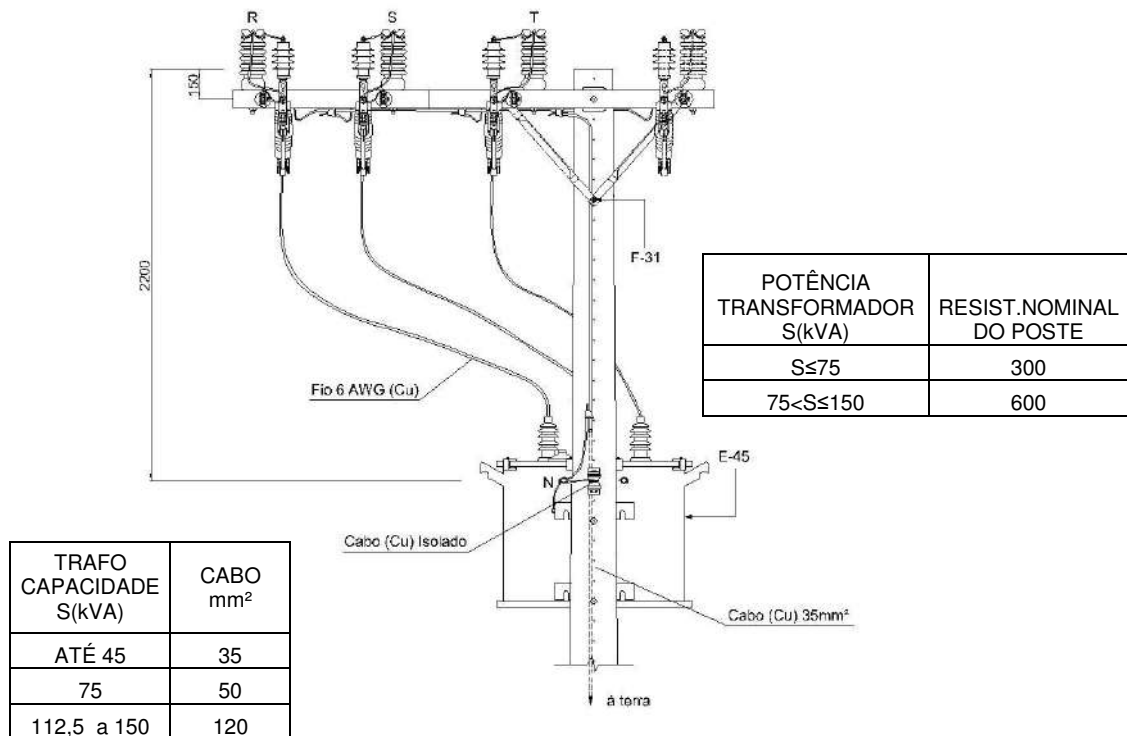 R
S
T
150
2200
F-31
POTÊNCIA
TRANSFORMADOR
S(kVA)
RESIST.NOMINAL
DO POSTE
S≤75
300
75<S≤150
600
Fio 6 AWG (Cu)
E-45
N
Cabo (Cu) Isolado
TRAFO
CAPACIDADE
S(kVA)
CABO
mm²
ATÉ 45
35
75
50
112,5 a 150
120
Cabo (Cu) 35mm²
à terra